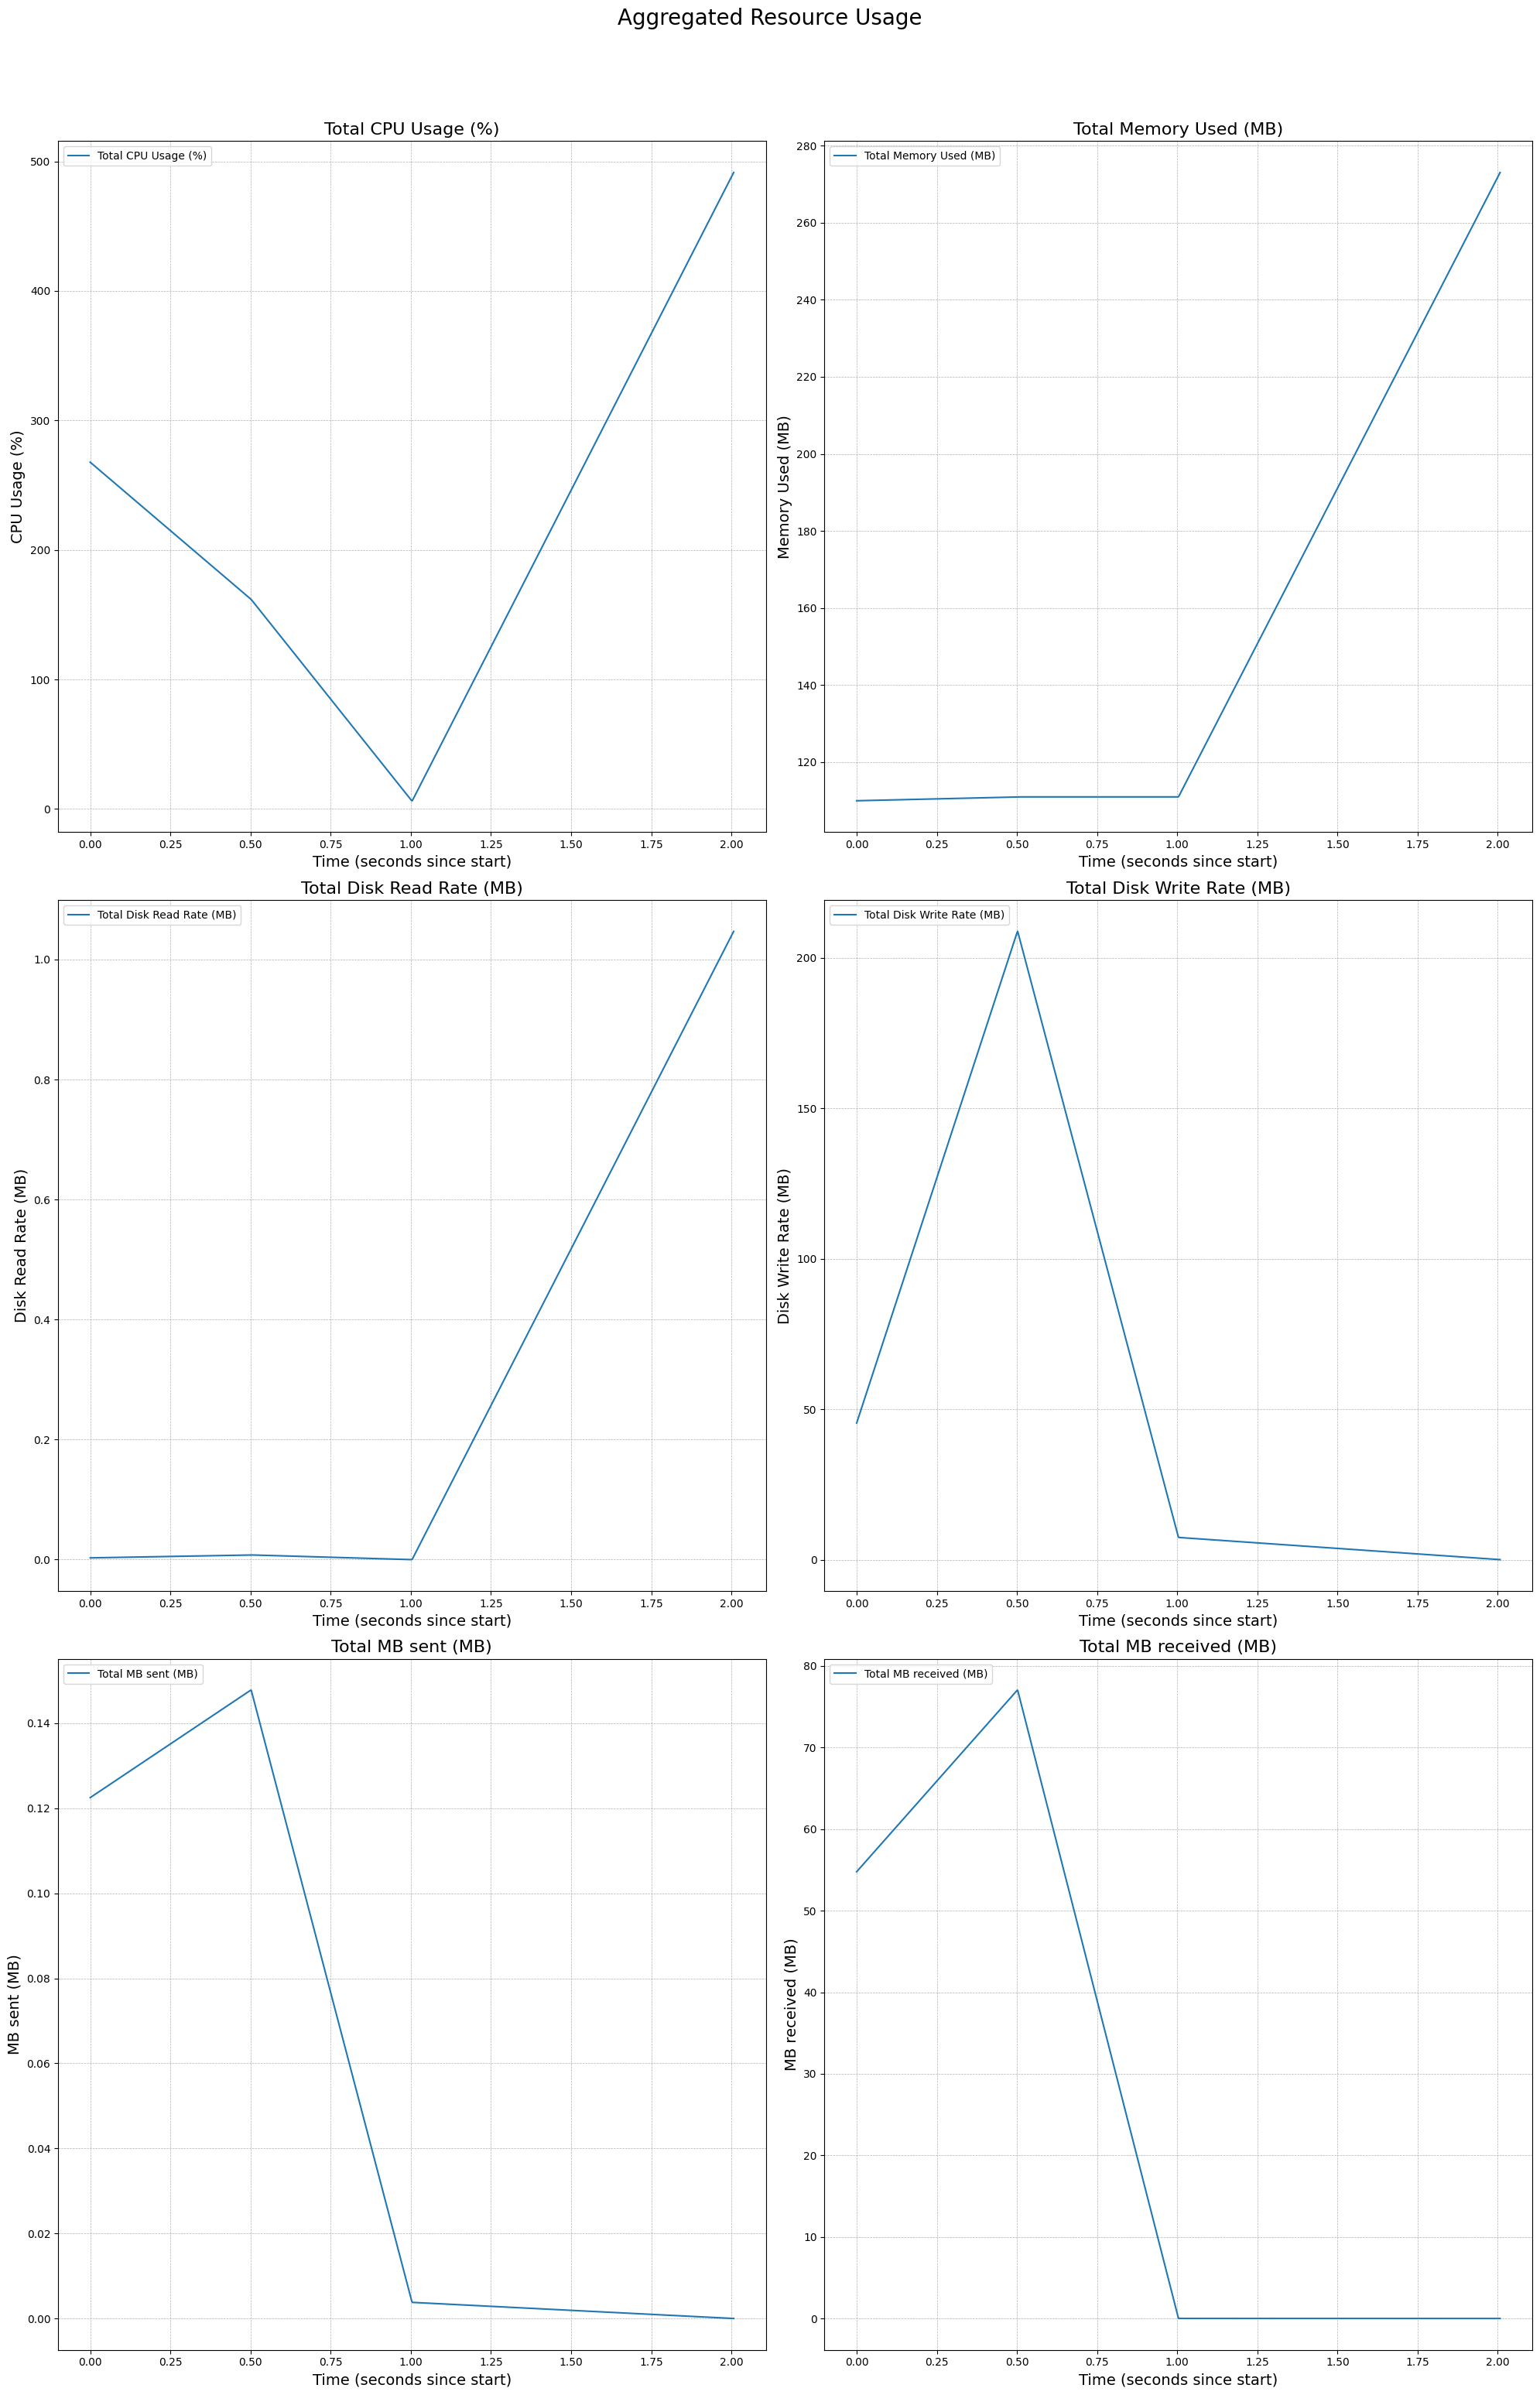 Aggregated Resource Usage
Total CPU Usage (%)
Total CPU Usage (%)
500
400
300
200
100
0
CPU Usage (%)
0.00 0.25 0.50 0.75 1.00 1.25 1.50 1.75 2.00
Time (seconds since start)
Total Memory Used (MB)
Total Memory Used (MB)
280
260
240
220
200
180
160
140
120
Memory Used (MB)
0.00 0.25 0.50 0.75 1.00 1.25 1.50 1.75 2.00
Time (seconds since start)
Total Disk Read Rate (MB)
Total Disk Read Rate (MB)
1.0
0.8
0.6
0.4
0.2
0.0
Disk Read Rate (MB)
0.00 0.25 0.50 0.75 1.00 1.25 1.50 1.75 2.00
Time (seconds since start)
Total Disk Write Rate (MB)
Total Disk Write Rate (MB)
200
150
100
50
0
Disk Write Rate (MB)
0.00 0.25 0.50 0.75 1.00 1.25 1.50 1.75 2.00
Time (seconds since start)
Total MB sent (MB)
Total MB sent (MB)
0.14
0.12
0.10
0.08
0.06
0.04
0.02
0.00
MB sent (MB)
0.00 0.25 0.50 0.75 1.00 1.25 1.50 1.75 2.00
Time (seconds since start)
Total MB received (MB)
Total MB received (MB)
80
70
60
50
40
30
20
10
0
MB received (MB)
0.00 0.25 0.50 0.75 1.00 1.25 1.50 1.75 2.00
Time (seconds since start)